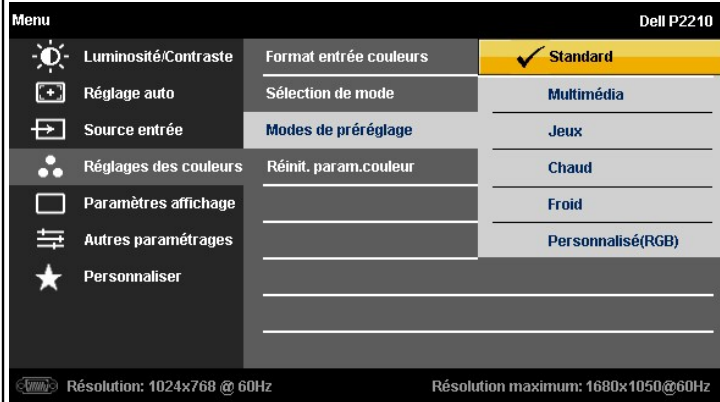 Menu Dell P2210
Luminosité/Contraste Format entrée couleurs Standard
Réglage auto Sélection de mode Multimédia
Source entrée Modes de préréglage Jeux
Réglages des couleurs Réinit. param.couleur Chaud
Paramètres affichage Froid
Autres paramétrages Personnalisé(RGB)
Personnaliser
Résolution: 1024x768 @ 60Hz Résolution maximum: 1680x1050@60Hz